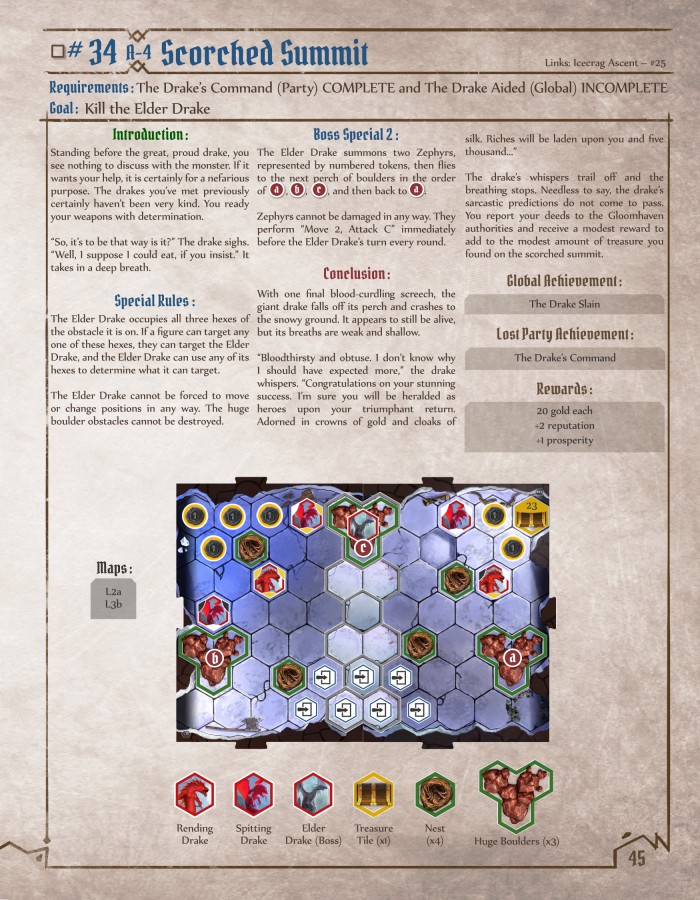 # 34 A-4 Scorched Summit
Links: Icecrag Ascent – #25
Requirements: The Drake's Command (Party) COMPLETE and The Drake Aided (Global) INCOMPLETE
Goal: Kill the Elder Drake
Introduction:
Standing before the great, proud drake, you
see nothing to discuss with the monster. If it
wants your help, it is certainly for a nefarious
purpose. The drakes you've met previously
certainly haven't been very kind. You ready
your weapons with determination.
“So, it's to be that way is it?” The drake sighs.
“Well, I suppose I could eat, if you insist.” It
takes in a deep breath.
Special Rules:
The Elder Drake occupies all three hexes of
the obstacle it is on. If a figure can target any
one of these hexes, they can target the Elder
Drake, and the Elder Drake can use any of its
hexes to determine what it can target.
The Elder Drake cannot be forced to move
or change positions in any way. The huge
boulder obstacles cannot be destroyed.
Boss Special 2:
The Elder Drake summons two Zephyrs,
represented by numbered tokens, then flies
to the next perch of boulders in the order
of a, b, c, and then back to a.
Zephyrs cannot be damaged in any way. They
perform “Move 2, Attack C” immediately
before the Elder Drake's turn every round.
Conclusion:
With one final blood-curdling screech, the
giant drake falls off its perch and crashes to
the snowy ground. It appears to still be alive,
but its breaths are weak and shallow.
“Bloodthirsty and obtuse. I don't know why
I should have expected more,” the drake
whispers. “Congratulations on your stunning
success. I'm sure you will be heralded as
heroes upon your triumphant return.
Adorned in crowns of gold and cloaks of
silk. Riches will be laden upon you and five
thousand...”
The drake's whispers trail off and the
breathing stops. Needless to say, the drake's
sarcastic predictions do not come to pass.
You report your deeds to the Gloomhaven
authorities and receive a modest reward to
add to the modest amount of treasure you
found on the scorched summit.
Global Achievement:
The Drake Slain
Lost Party Achievement:
The Drake's Command
Rewards:
20 gold each
+2 reputation
+1 prosperity
Maps:
L2a
L3b
1 1 1
23
c
1 1
b
a
Rending
Drake
Spitting
Drake
Elder
Drake (Boss)
Treasure
Tile (x1)
Nest
(x4)
Huge Boulders (x3)
45